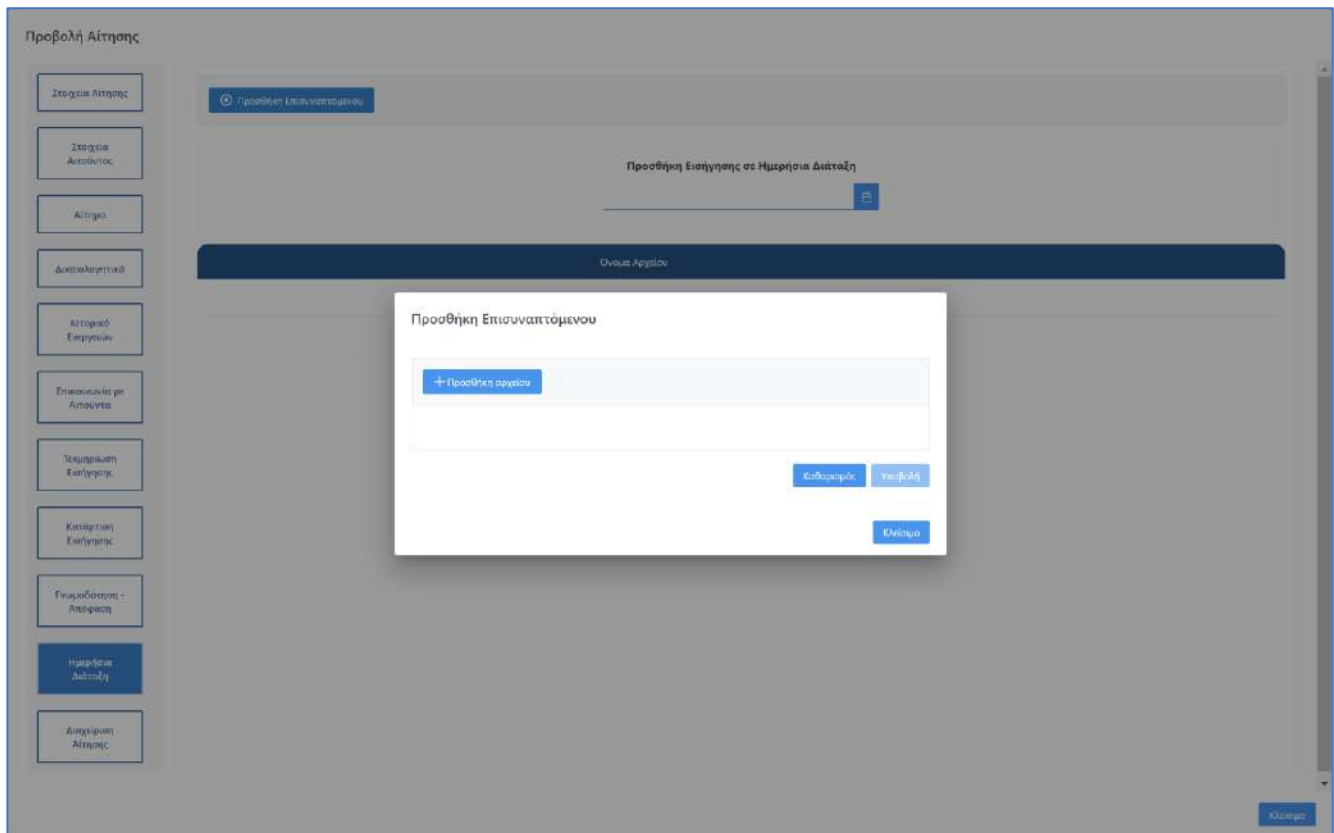 Προβολή Αίτησης
Στοιχεία Αίτησης
Στοιχεία
Αιτούντος
Αίτημα
Δικαιολογητικά
Ιστορικό
Ενεργειών
Επικοινωνία με
Αιτούντα
Τεκμηρίωση
Εισήγησης
Κατάρτιση
Εισήγησης
Γνωμοδότηση -
Απόφαση
Ημερήσια
Διάταξη
Διαχείριση
Αίτησης
Προσθήκη Επισυναπτόμενου
Προσθήκη Εισήγησης σε Ημερήσια Διάταξη
Όνομα Αρχείου
Προσθήκη Επισυναπτόμενου
Προσθήκη αρχείου
Καθαρισμός Υποβολή
Κλείσιμο
Κλείσιμο